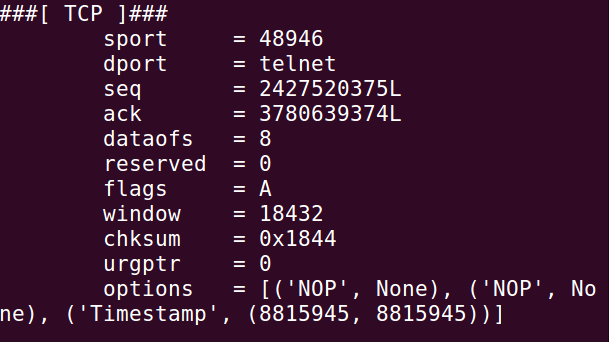 ###[ TCP ]###
sport = 48946
dport = telnet
seq = 2427520375L
ack = 3780639374L
dataofs = 8
reserved = 0
flags = A
window = 18432
chksum = 0x1844
urgptr = 0
options = [('NOP', None), ('NOP', No
ne), ('Timestamp', (8815945, 8815945))]